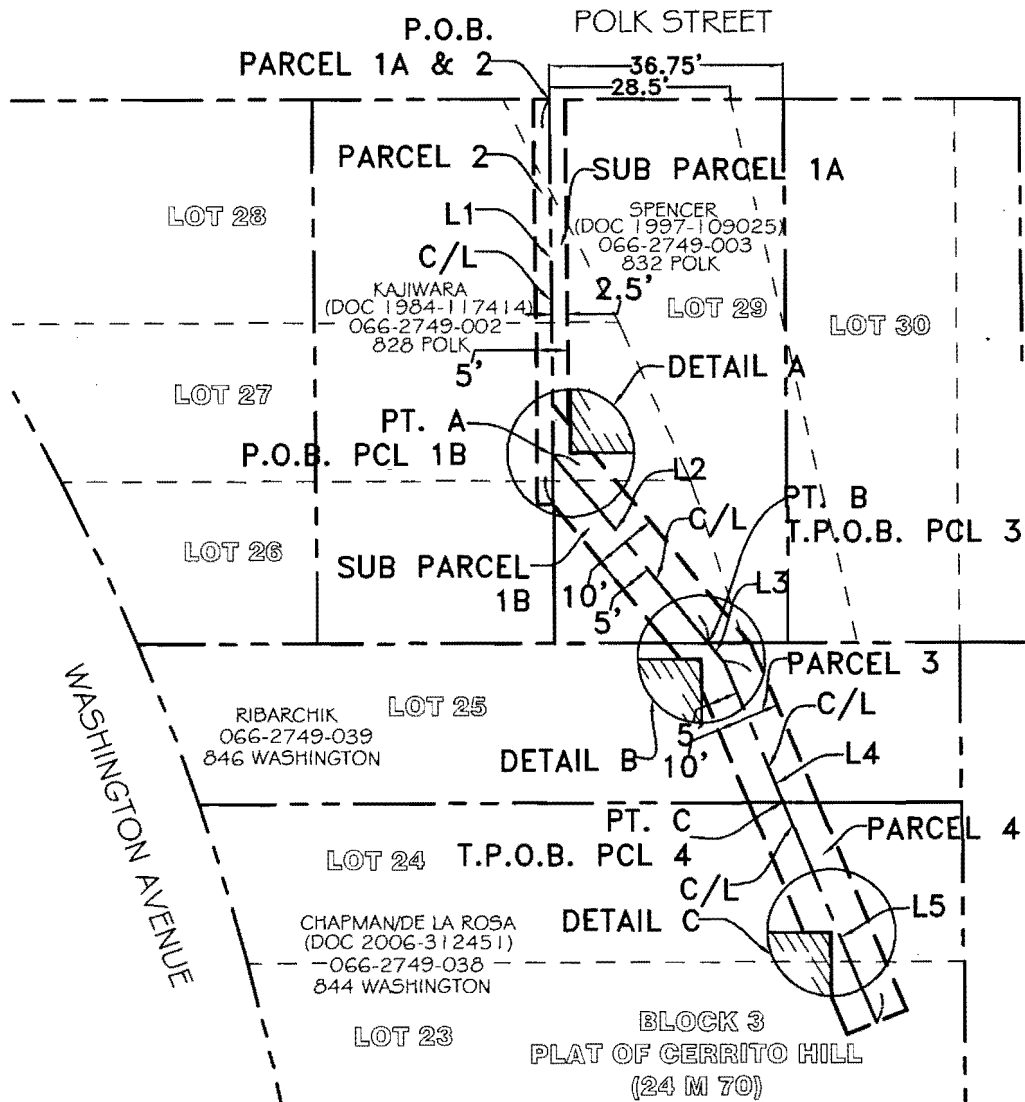 POLK STREET
P.O.B.
PARCEL 1A & 2
36.75'
28.5'
PARCEL 2
SUB PARCEL 1A
LOT 28
L1
SPENCER
(DOC 1997-109025)
066-2749-003
832 POLK
C/L
KAJIWARA
(DOC 1984-117414)
066-2749-002
828 POLK
2.5'
LOT 29
LOT 30
5'
DETAIL A
LOT 27
PT. A
P.O.B. PCL 1B
L2
PT. B
T.P.O.B. PCL 3
C/L
LOT 26
SUB PARCEL
1B
10'
5'
L3
PARCEL 3
WASHINGTON AVENUE
RIBARCHIK
066-2749-039
846 WASHINGTON
LOT 25
C/L
5'
10'
DETAIL B
L4
PT. C
T.P.O.B. PCL 4
PARCEL 4
LOT 24
C/L
DETAIL C
L5
CHAPMAN/DE LA ROSA
(DOC 2006-312451)
066-2749-038
844 WASHINGTON
LOT 23
BLOCK 3
PLAT OF CERRITO HILL
(24 M 70)